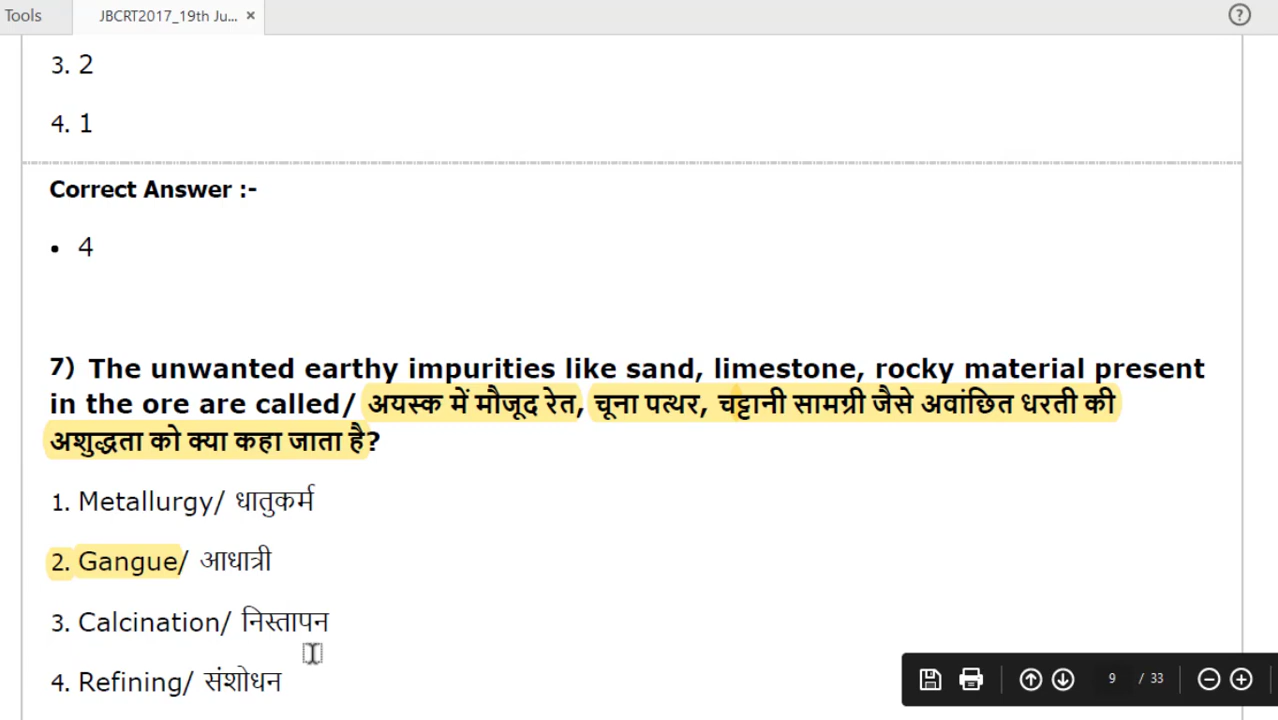 Tools
JBCRT2017_19th Ju... ×
?
3. 2
4. 1
Correct Answer :-
• 4
7) The unwanted earthy impurities like sand, limestone, rocky material present
in the ore are called/ अयस्क में मौजूद रेत, चूना पत्थर, चट्टानी सामग्री जैसे अवांछित धरती की
अशुद्धता को क्या कहा जाता है?
1. Metallurgy/ धातुकर्म
2. Gangue/ आधात्री
3. Calcination/ निस्तापन
4. Refining/ संशोधन
9 / 33